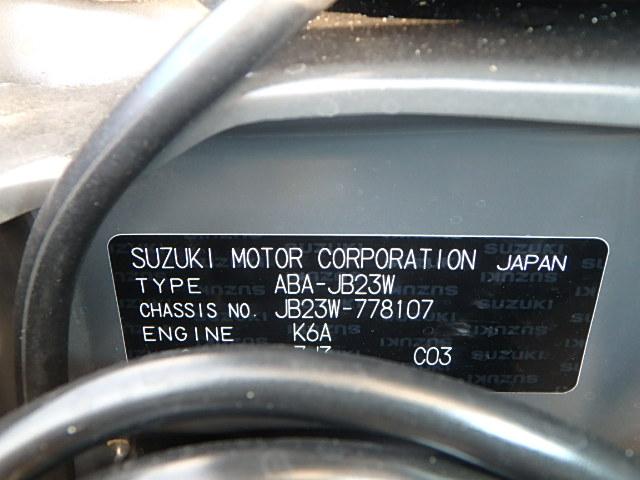 SUZUKI MOTOR CORPORATION JAPAN
TYPE ABA-JB23W
CHASSIS NO. JB23W-778107
ENGINE K6A
C03